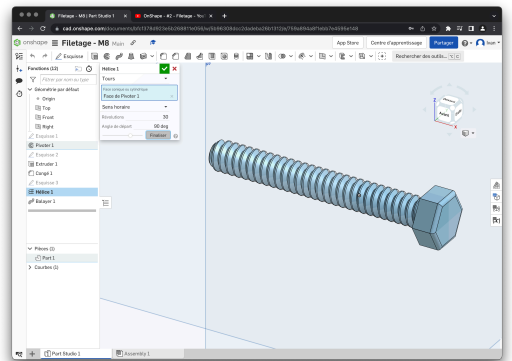 Filetage - M8 | Part Studio 1
OnShape - #2 - Filetage - You
cad.onshape.com
onshape Filetage - M8 Main
App Store Centre d'apprentissage Partager
Esquisse
Rechercher des outils...
Fonctions (13)
Filtrer par nom ou type
Géométrie par défaut
Origin
Top
Front
Right
Esquisse 1
Pivoter 1
Esquisse 2
Extruder 1
Congé 1
Esquisse 3
Hélice 1
Balayer 1
Pièces (1)
Part 1
Courbes (1)
Hélice 1
Tours
Face conique ou cylindrique
Face de Pivoter 1
Sens horaire
Révolutions 30
Angle de départ 90 deg
Finaliser
Part Studio 1
Assembly 1